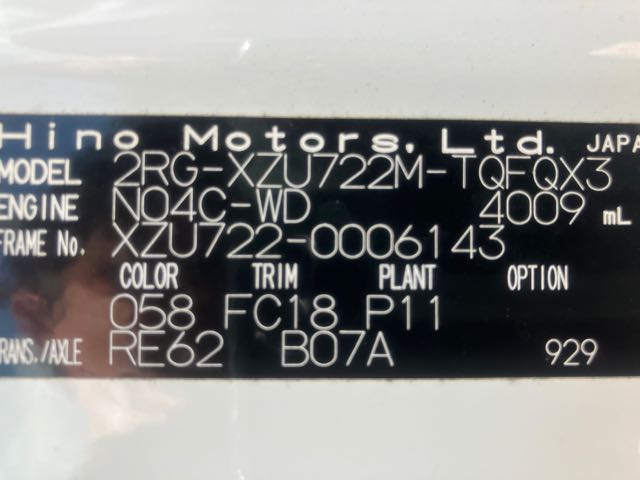 Hino Motors, Ltd. JAPA
MODEL 2RG-XZU722M-TQFQX3
ENGINE N04C-WD 4009 mL
FRAME No. XZU722-0006143
COLOR TRIM PLANT OPTION
058 FC18 P11
RANS./AXLE RE62 B07A 929